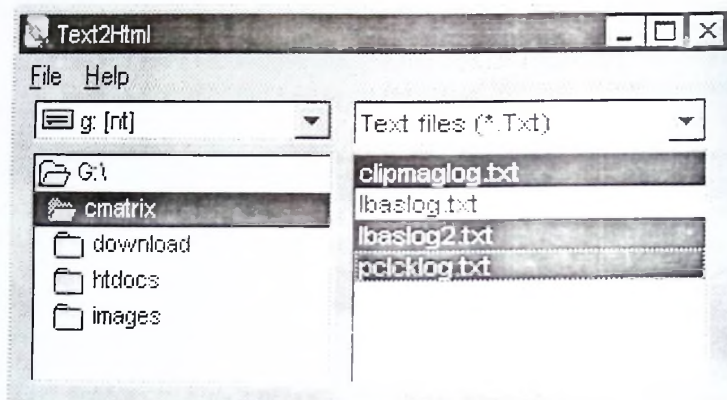 Text2Html
File Help
g: [nt]
Text files (*.Txt)
G:\
cmatrix
download
htdocs
images
clipmaglog.txt
lbaslog.txt
lbaslog2.txt
pclcklog.txt